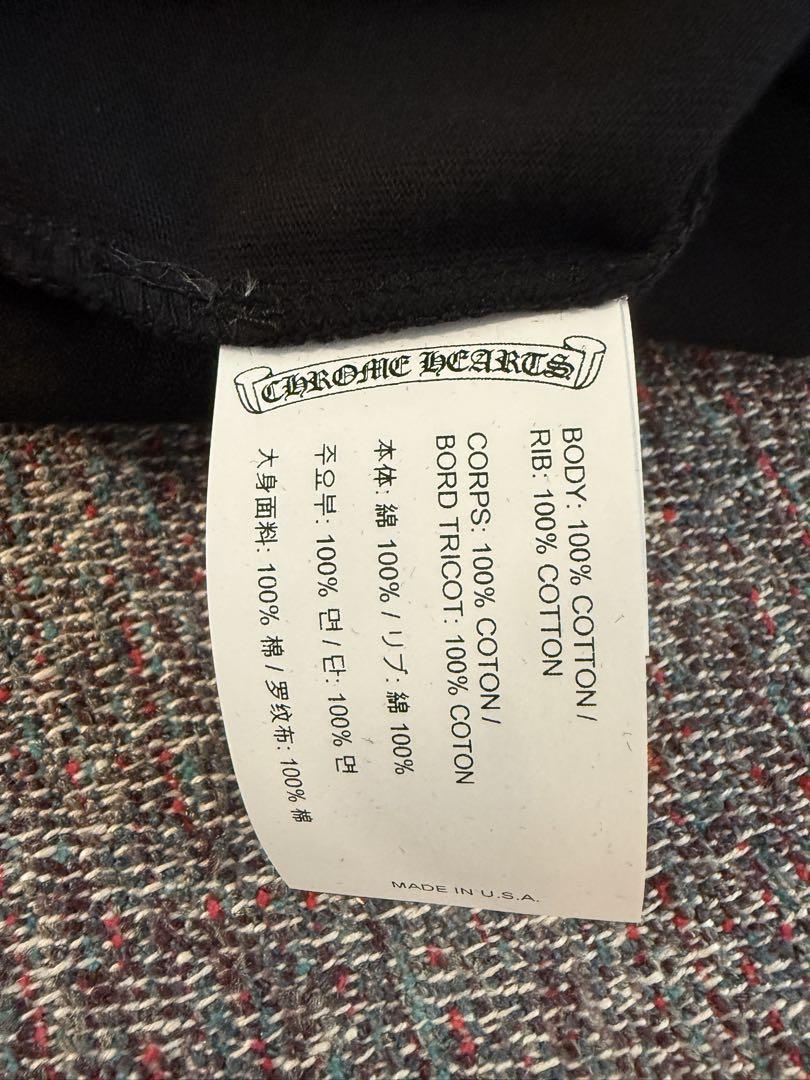 CHROME HEARTS
BODY: 100% COTTON /
RIB: 100% COTTON
CORPS: 100% COTON /
BORD TRICOT: 100% COTON
本体: 綿 100% / リブ: 綿 100%
주요부: 100% 면 / 단: 100% 면
大身面料: 100% 棉 / 罗纹布: 100% 棉
MADE IN U.S.A.